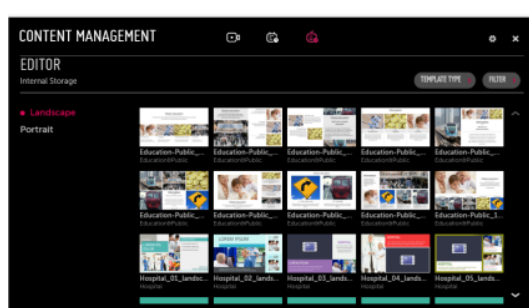 CONTENT MANAGEMENT
EDITOR
Internal Storage
TEMPLATE TYPE
FILTER
Landscape
Portrait
Education-Public_...
Education-Public_...
Education-Public_...
Education-Public_...
Education-Public_...
Education&Public
Education&Public
Education&Public
Education&Public
Education&Public
Education-Public_...
Education-Public_...
Education-Public_...
Education-Public_...
Education-Public_1...
Education&Public
Education&Public
Education&Public
Education&Public
Education&Public
LOREM IPSUM
Hospital_01_landsc...
Hospital_02_lands...
Hospital_03_lands...
Hospital_04_lands...
Hospital_05_lands...
Hospital
Hospital
Hospital
Hospital
Hospital